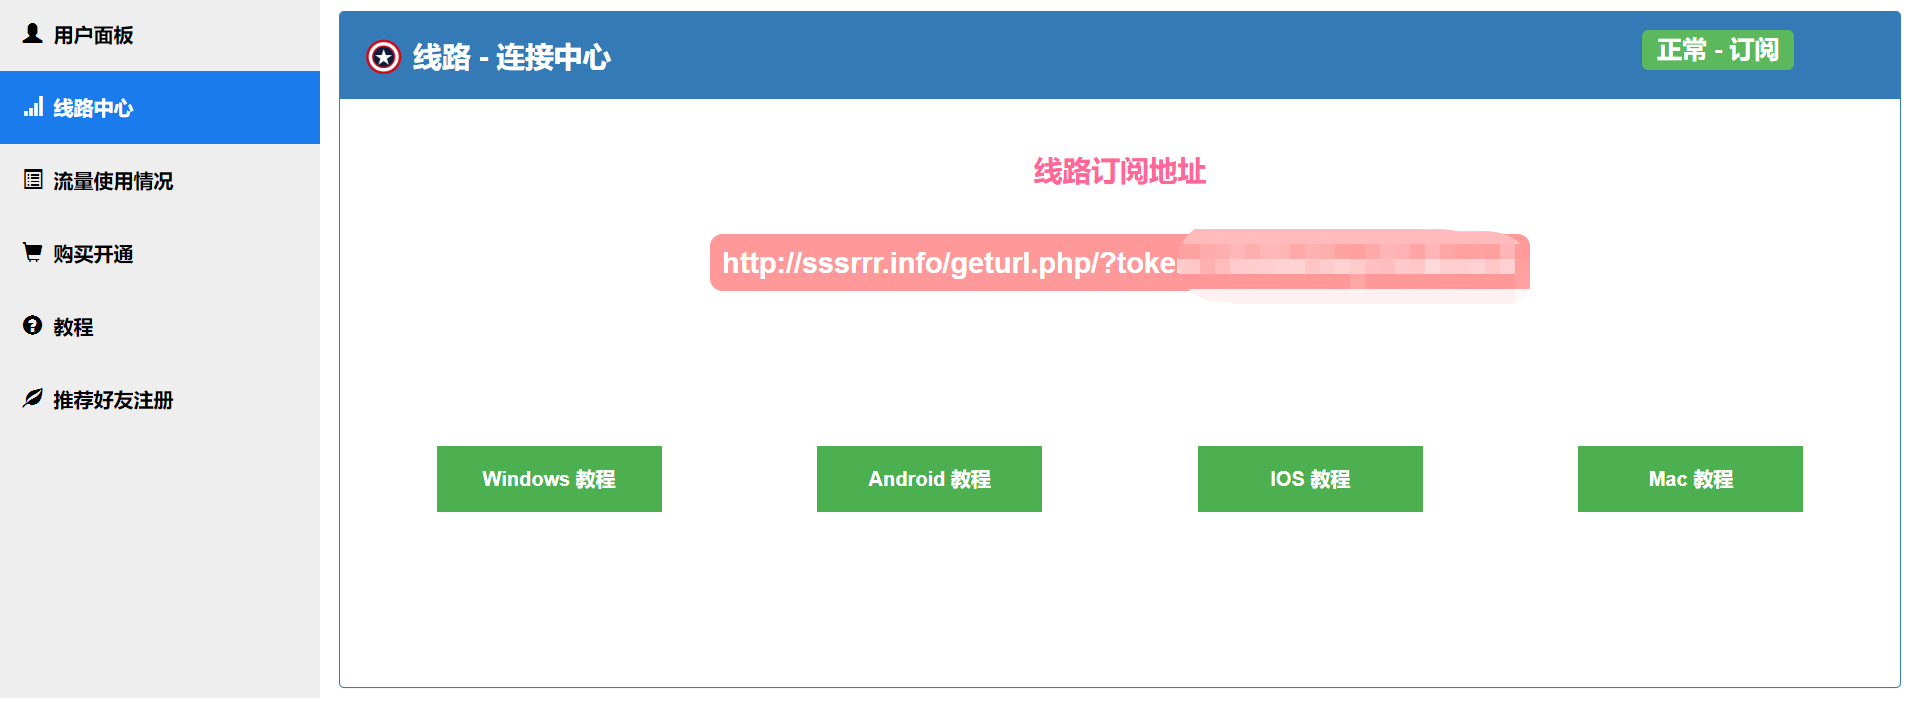 用户面板
线路中心
流量使用情况
购买开通
教程
推荐好友注册
线路 - 连接中心
正常 - 订阅
线路订阅地址
http://sssrrr.info/geturl.php/?toke
Windows 教程
Android 教程
IOS 教程
Mac 教程